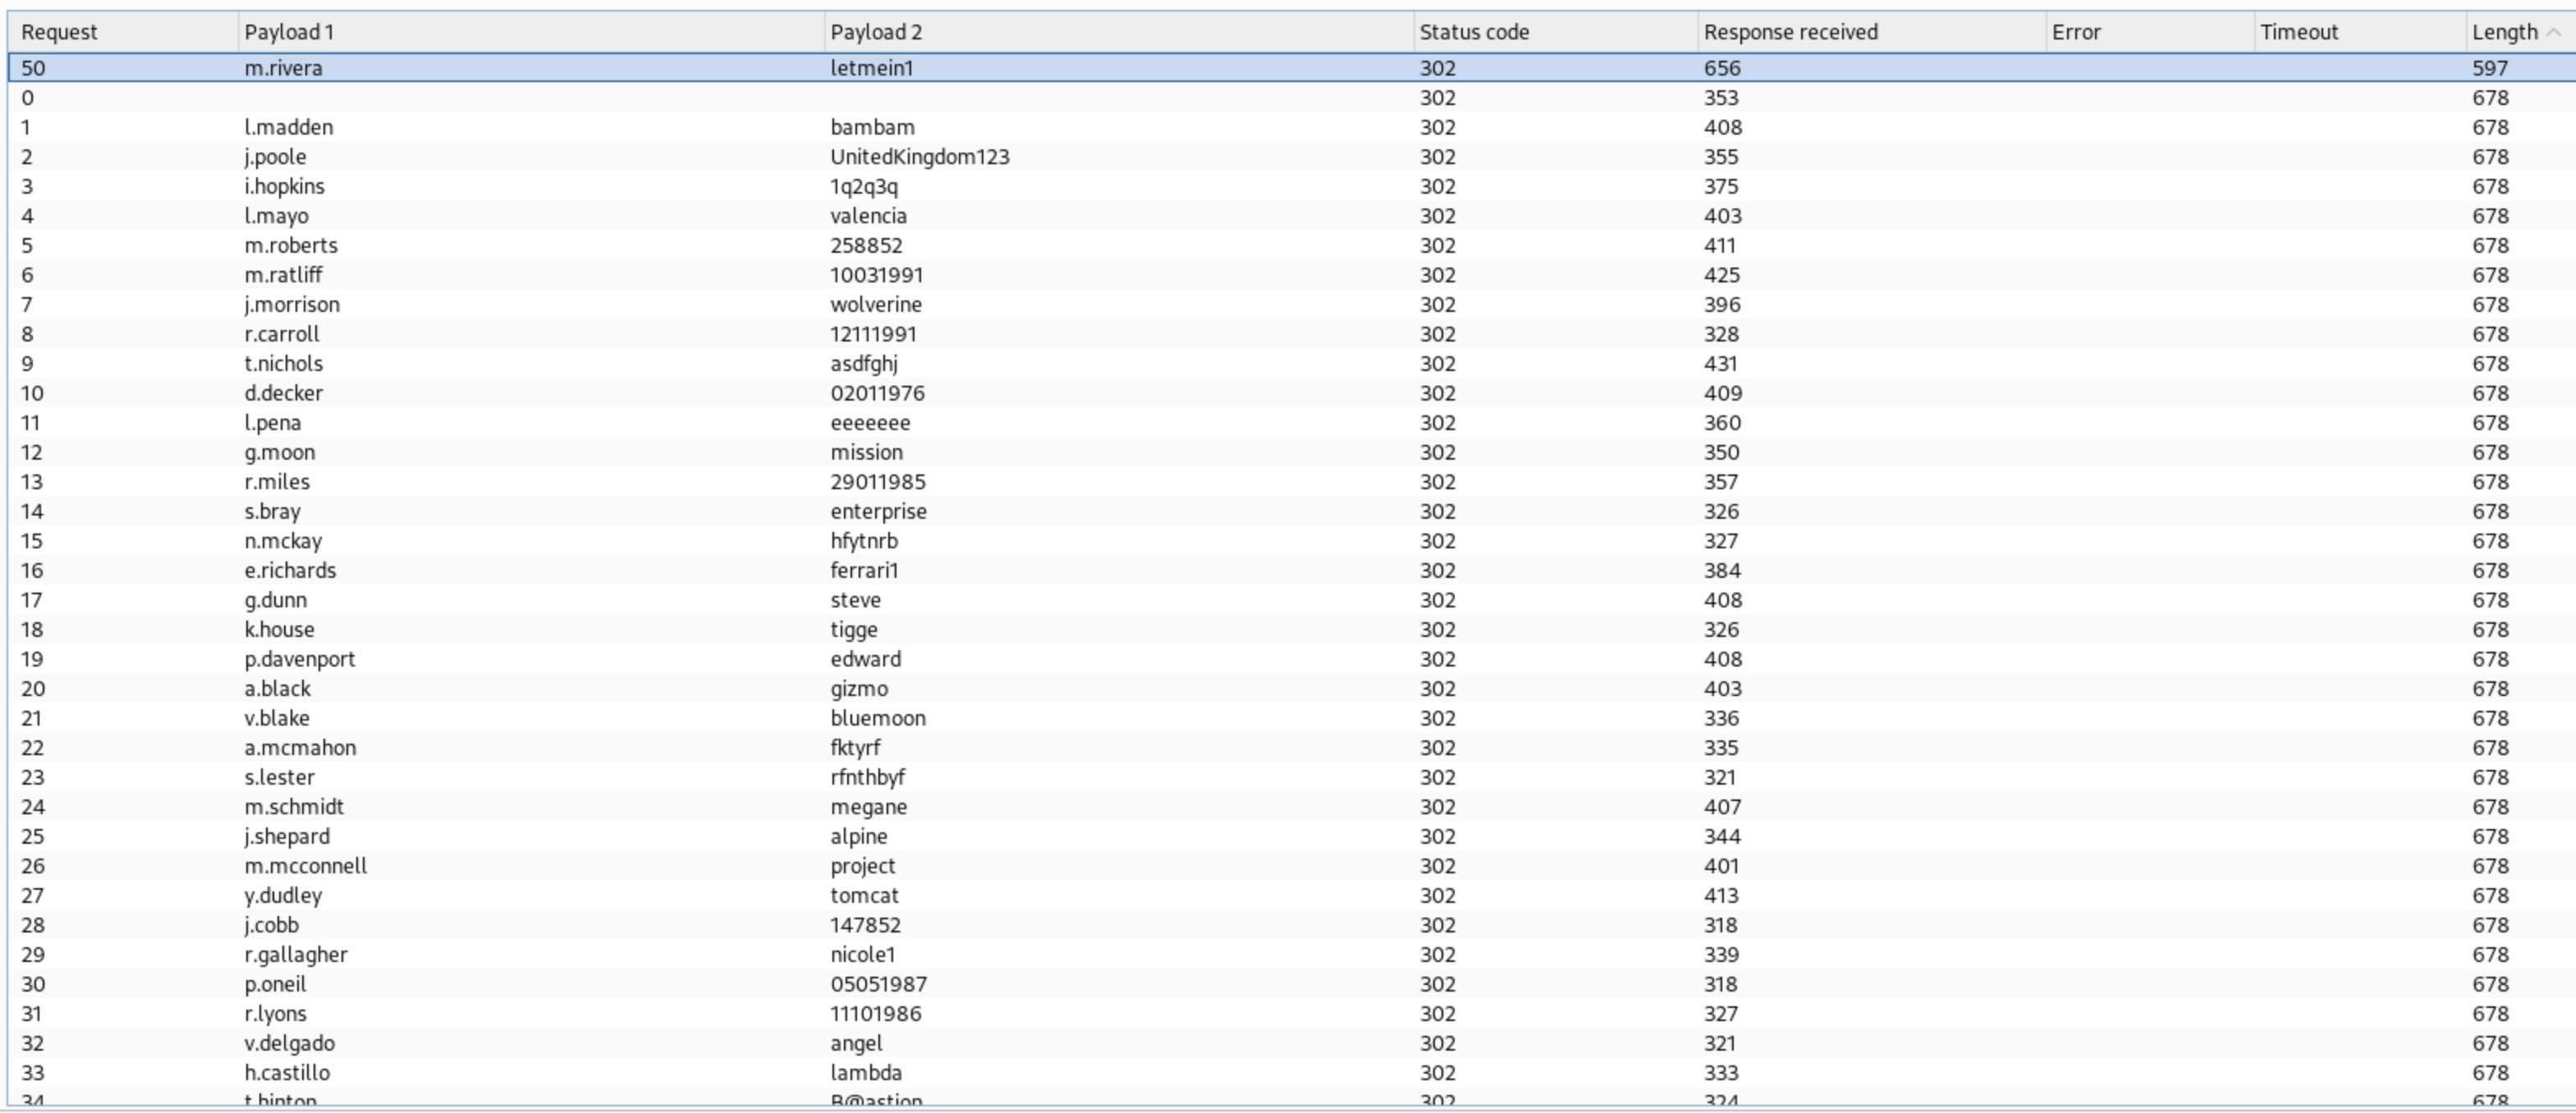 Request Payload 1 Payload 2 Status code Response received Error Timeout Length
50 m.rivera letmein1 302 656 597
0 302 353 678
1 l.madden bambam 302 408 678
2 j.poole UnitedKingdom123 302 355 678
3 i.hopkins 1q2q3q 302 375 678
4 l.mayo valencia 302 403 678
5 m.roberts 258852 302 411 678
6 m.ratliff 10031991 302 425 678
7 j.morrison wolverine 302 396 678
8 r.carroll 12111991 302 328 678
9 t.nichols asdfghj 302 431 678
10 d.decker 02011976 302 409 678
11 l.pena eeeeeee 302 360 678
12 g.moon mission 302 350 678
13 r.miles 29011985 302 357 678
14 s.bray enterprise 302 326 678
15 n.mckay hfytnrb 302 327 678
16 e.richards ferrari1 302 384 678
17 g.dunn steve 302 408 678
18 k.house tigge 302 326 678
19 p.davenport edward 302 408 678
20 a.black gizmo 302 403 678
21 v.blake bluemoon 302 336 678
22 a.mcmahon fktyrf 302 335 678
23 s.lester rfnthbyf 302 321 678
24 m.schmidt megane 302 407 678
25 j.shepard alpine 302 344 678
26 m.mcconnell project 302 401 678
27 y.dudley tomcat 302 413 678
28 j.cobb 147852 302 318 678
29 r.gallagher nicole1 302 339 678
30 p.oneil 05051987 302 318 678
31 r.lyons 11101986 302 327 678
32 v.delgado angel 302 321 678
33 h.castillo lambda 302 333 678
34 t.hinton B@astion 302 324 678